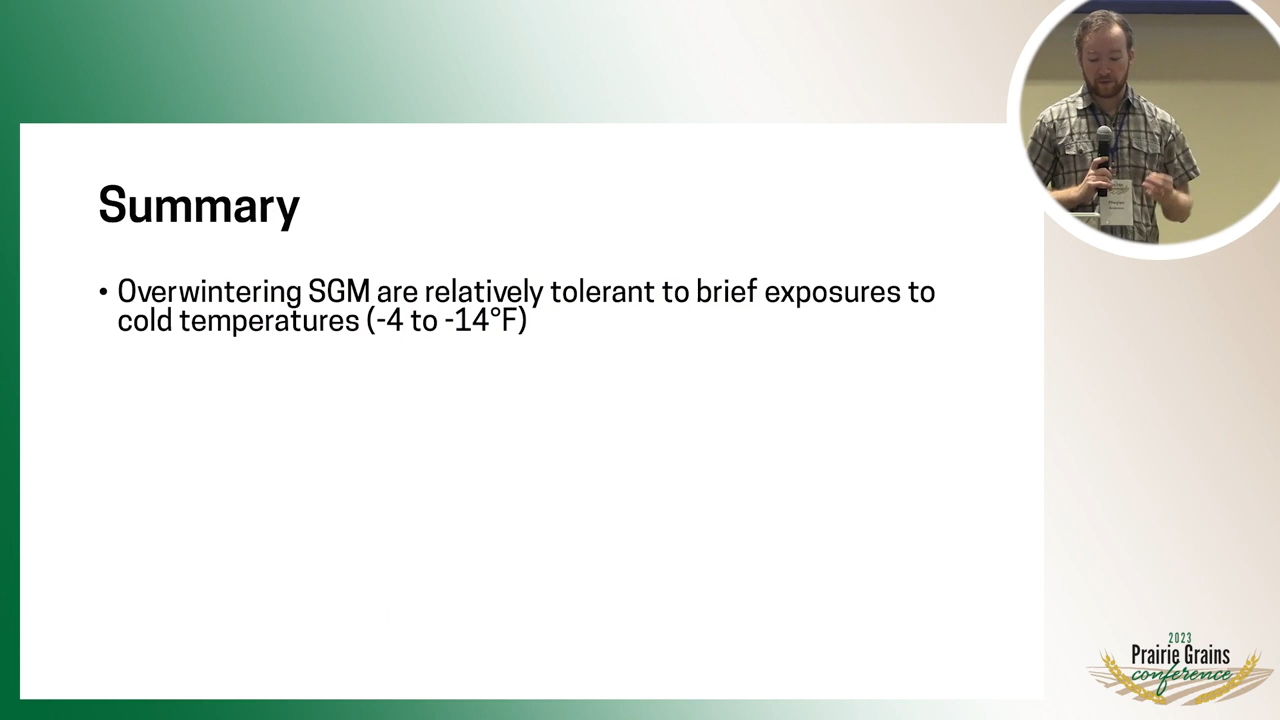 Summary
• Overwintering SGM are relatively tolerant to brief exposures to
cold temperatures (-4 to -14°F)
2023
Prairie Grains
conference